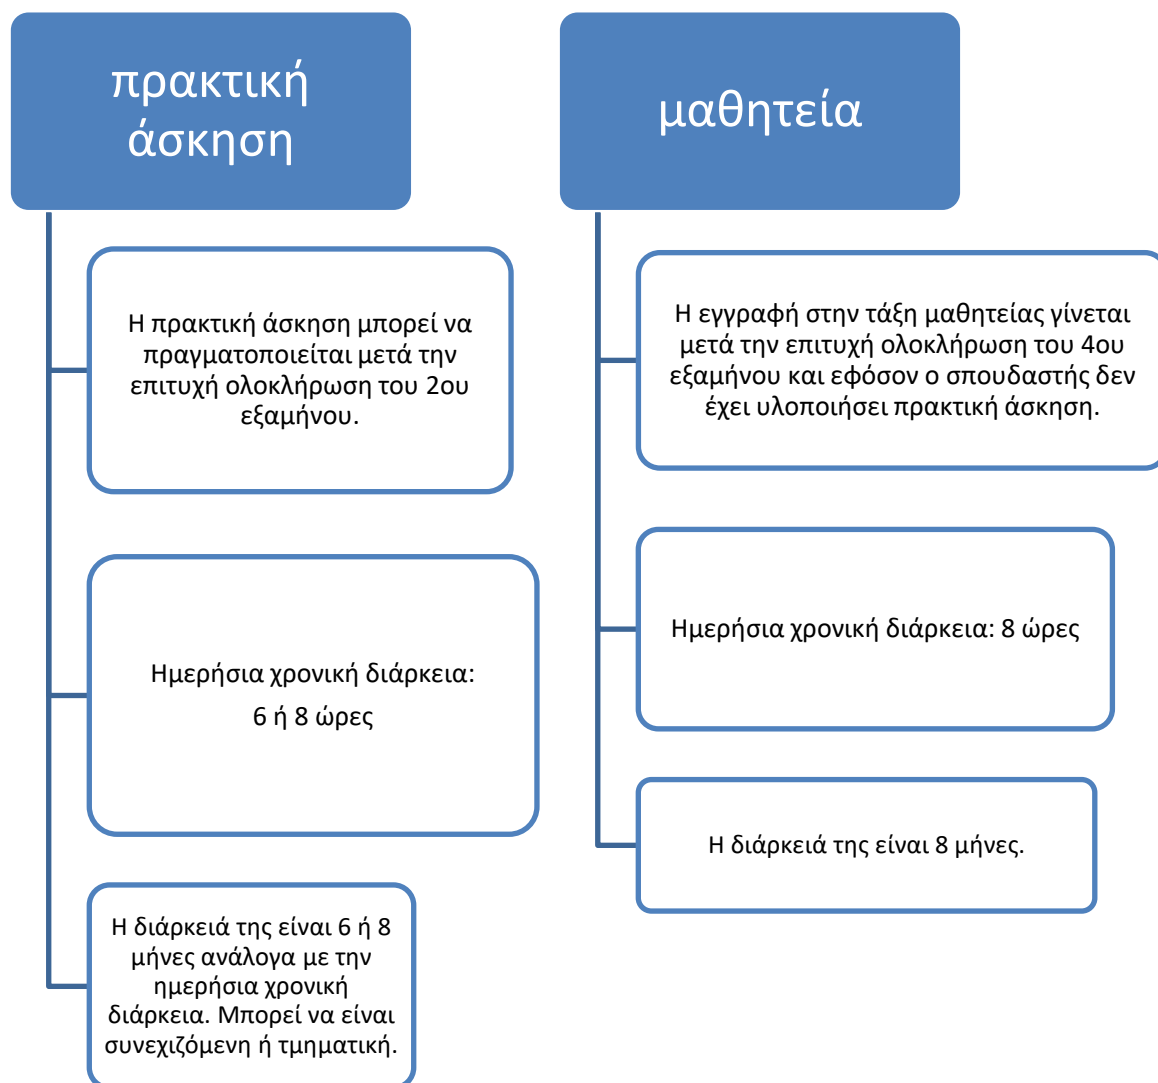 πρακτική
άσκηση
Η πρακτική άσκηση μπορεί να
πραγματοποιείται μετά την
επιτυχή ολοκλήρωση του 2ου
εξαμήνου.
Ημερήσια χρονική διάρκεια:
6 ή 8 ώρες
Η διάρκειά της είναι 6 ή 8
μήνες ανάλογα με την
ημερήσια χρονική
διάρκεια. Μπορεί να είναι
συνεχιζόμενη ή τμηματική.
μαθητεία
Η εγγραφή στην τάξη μαθητείας γίνεται
μετά την επιτυχή ολοκλήρωση του 4ου
εξαμήνου και εφόσον ο σπουδαστής δεν
έχει υλοποιήσει πρακτική άσκηση.
Ημερήσια χρονική διάρκεια: 8 ώρες
Η διάρκειά της είναι 8 μήνες.